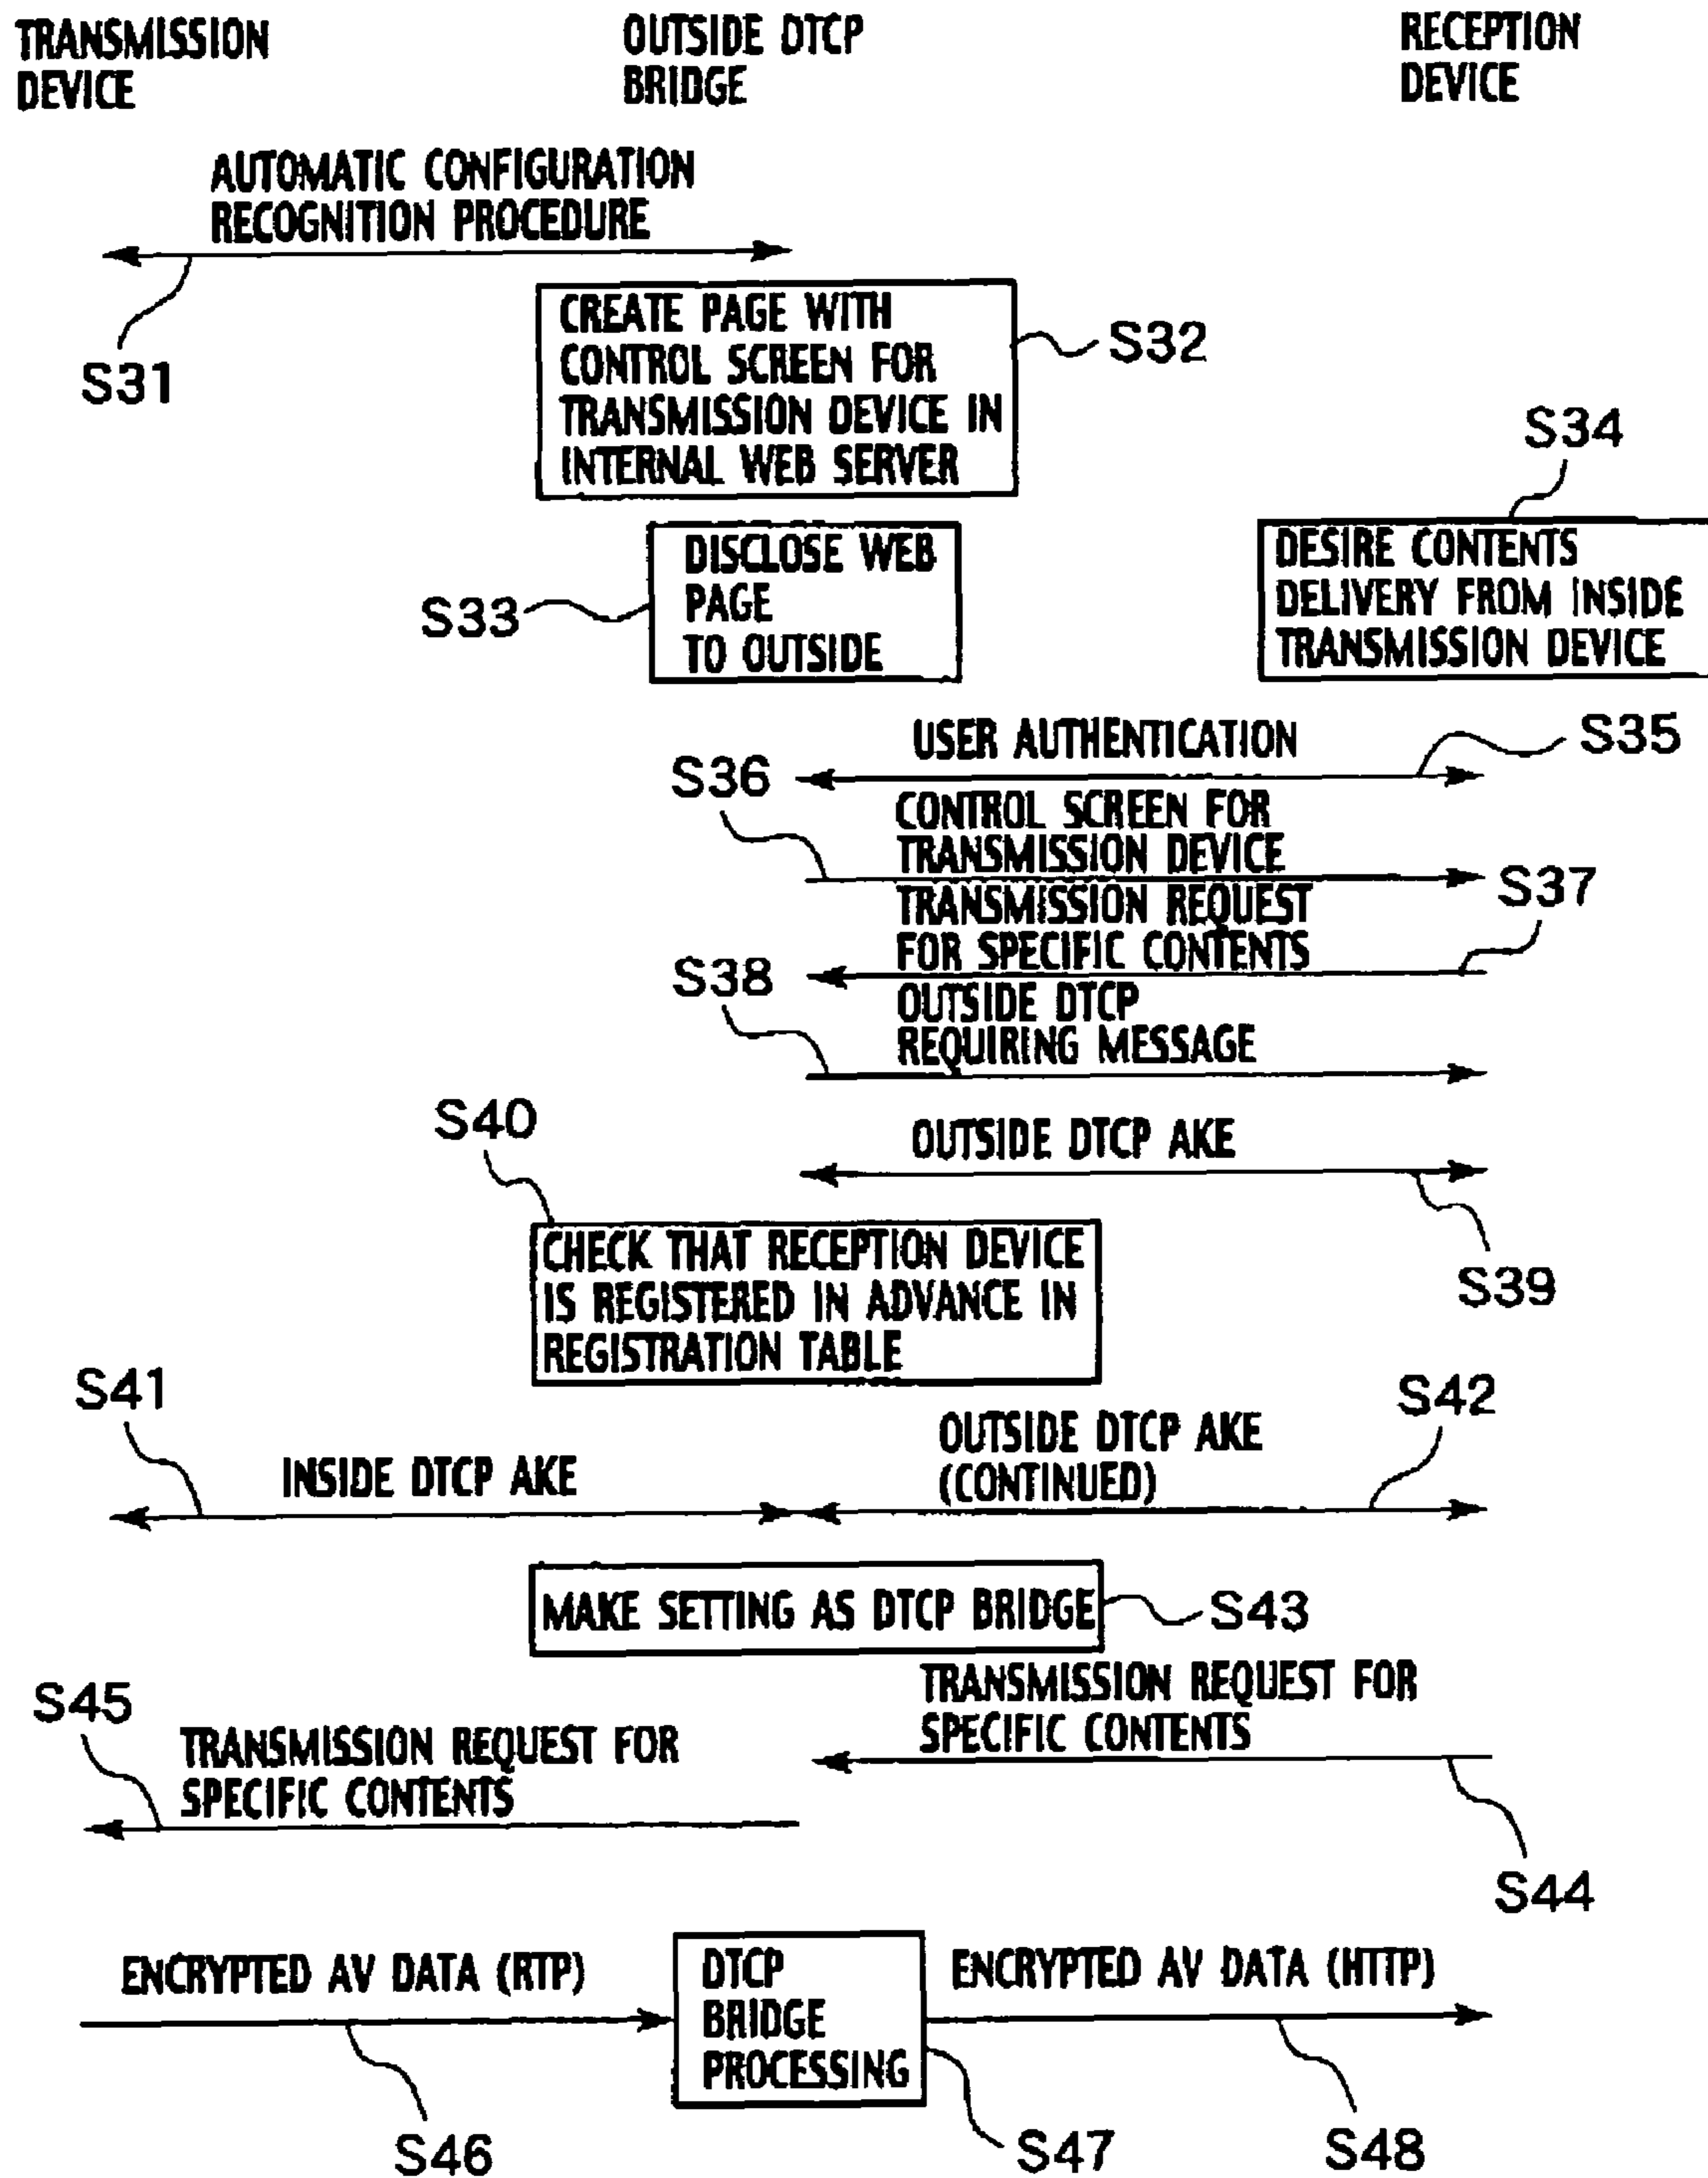 TRANSMISSION
DEVICE
OUTSIDE DTCP
BRIDGE
RECEPTION
DEVICE
AUTOMATIC CONFIGURATION
RECOGNITION PROCEDURE
S31
CREATE PAGE WITH
CONTROL SCREEN FOR
TRANSMISSION DEVICE IN
INTERNAL WEB SERVER
S32
S34
DISCLOSE WEB
PAGE
TO OUTSIDE
S33
DESIRE CONTENTS
DELIVERY FROM INSIDE
TRANSMISSION DEVICE
USER AUTHENTICATION
S35
S36
CONTROL SCREEN FOR
TRANSMISSION DEVICE
TRANSMISSION REQUEST
FOR SPECIFIC CONTENTS
S37
S38
OUTSIDE DTCP
REQUIRING MESSAGE
S40
OUTSIDE DTCP AKE
S39
CHECK THAT RECEPTION DEVICE
IS REGISTERED IN ADVANCE IN
REGISTRATION TABLE
S41
S42
INSIDE DTCP AKE
OUTSIDE DTCP AKE
(CONTINUED)
MAKE SETTING AS DTCP BRIDGE
S43
S45
TRANSMISSION REQUEST FOR
SPECIFIC CONTENTS
TRANSMISSION REQUEST FOR
SPECIFIC CONTENTS
S44
ENCRYPTED AV DATA (RTP)
DTCP
BRIDGE
PROCESSING
ENCRYPTED AV DATA (HTTP)
S46
S47
S48